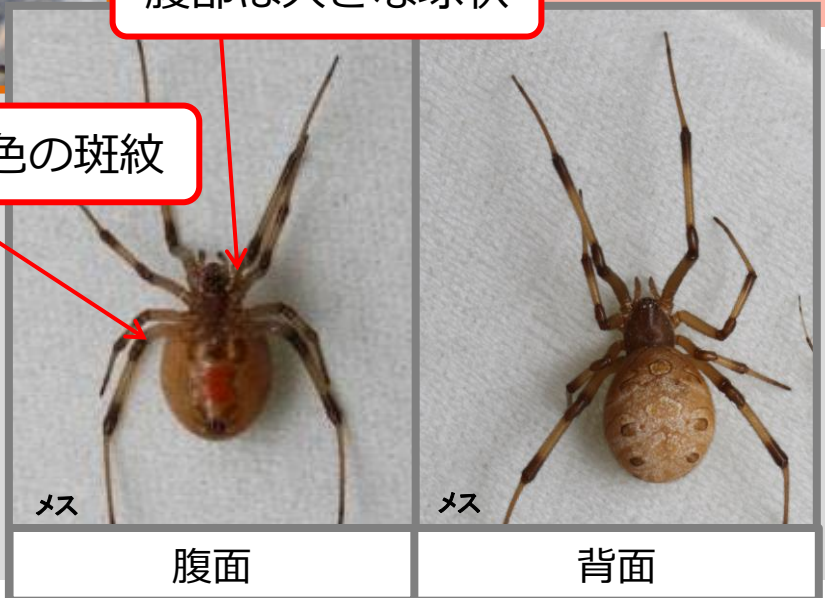 腹部は大きな球状
色の斑紋
メス
メス
腹面
背面